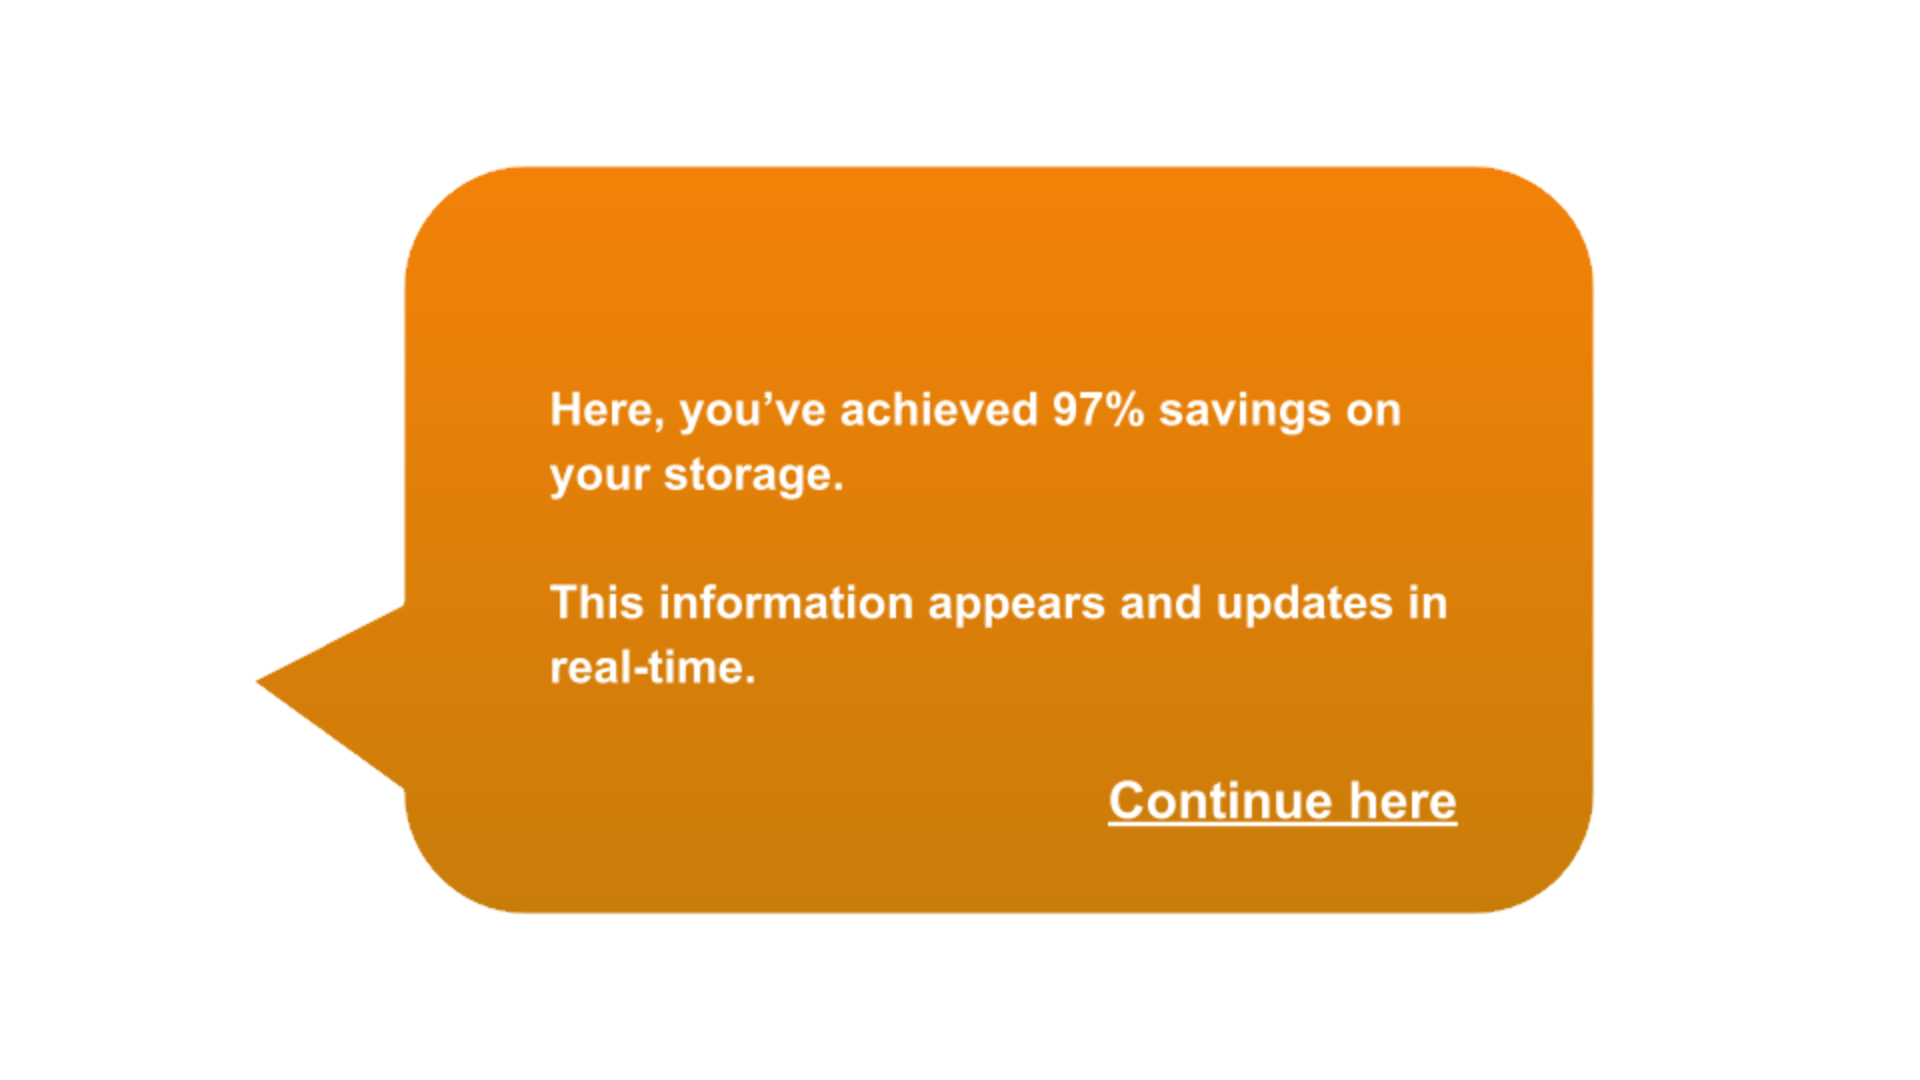 Here, you’ve achieved 97% savings on
your storage.
This information appears and updates in
real-time.
Continue here